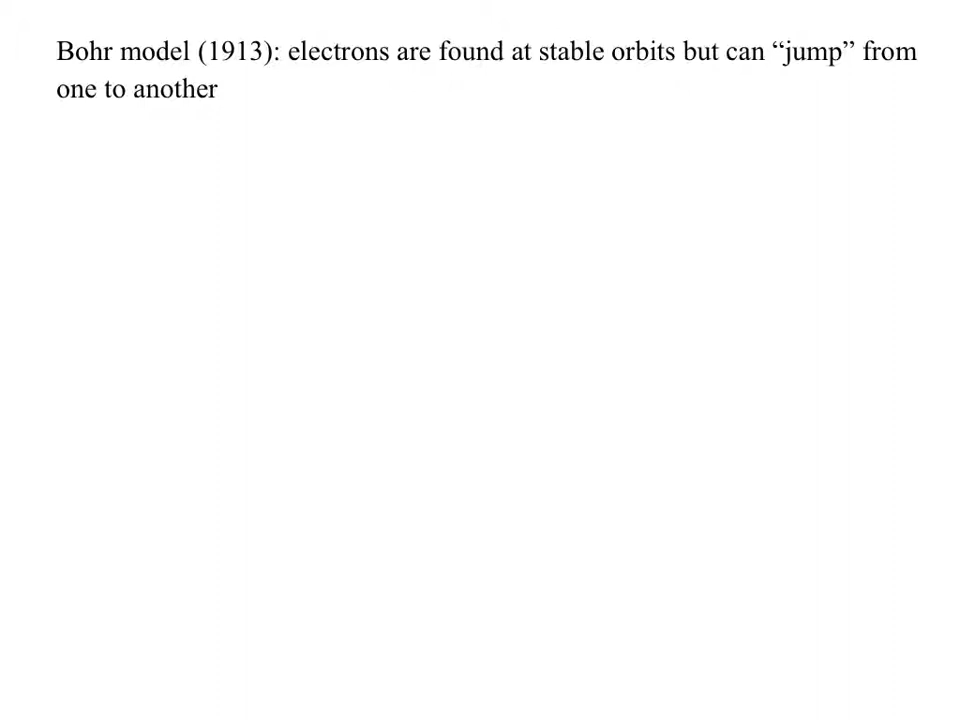 Bohr model (1913): electrons are found at stable orbits but can “jump” from
one to another